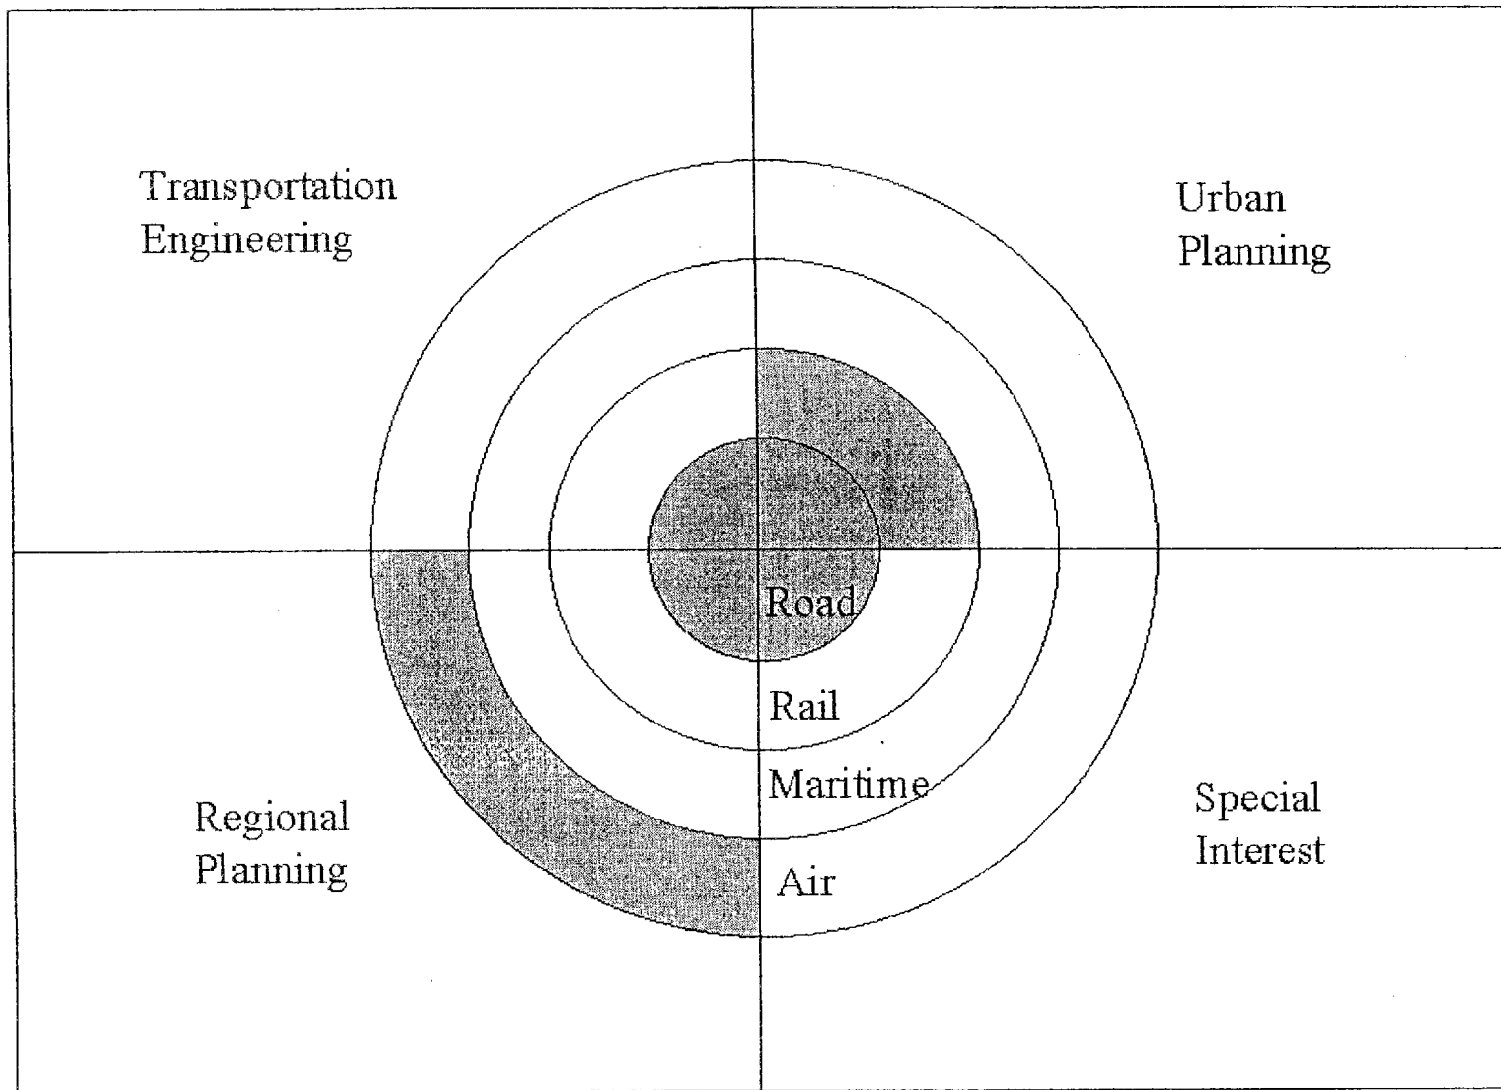 Transportation
Engineering
Urban
Planning
Road
Rail
Maritime
Air
Regional
Planning
Special
Interest